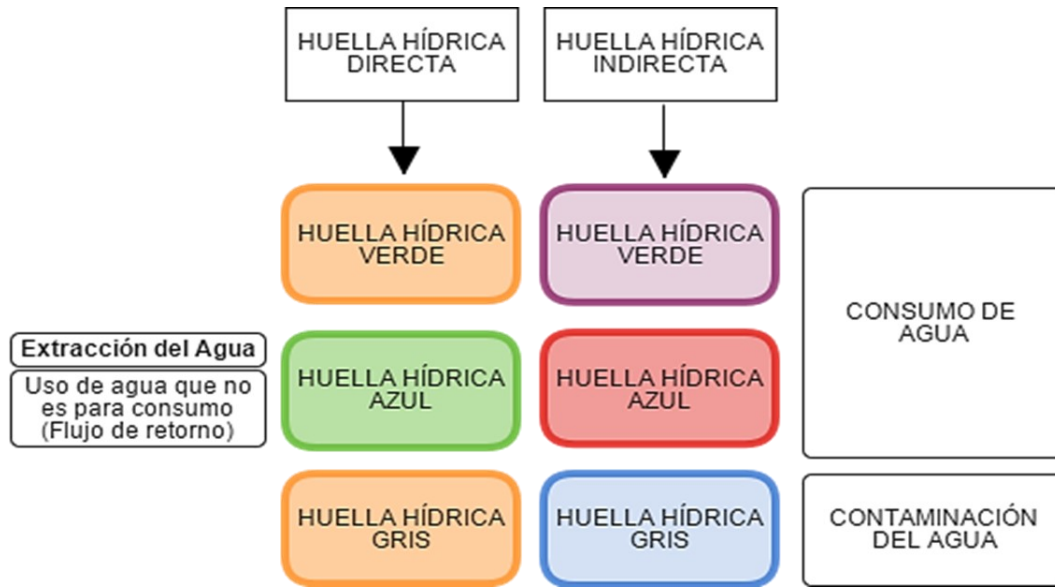 HUELLA HÍDRICA
DIRECTA
HUELLA HÍDRICA
INDIRECTA
HUELLA HÍDRICA
VERDE
HUELLA HÍDRICA
VERDE
CONSUMO DE
AGUA
Extracción del Agua
Uso de agua que no
es para consumo
(Flujo de retorno)
HUELLA HÍDRICA
AZUL
HUELLA HÍDRICA
AZUL
HUELLA HÍDRICA
GRIS
HUELLA HÍDRICA
GRIS
CONTAMINACIÓN
DEL AGUA